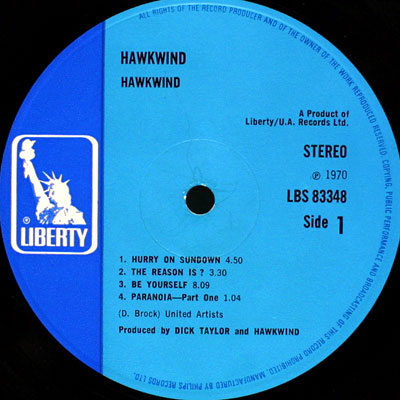 ALL RIGHTS OF THE RECORD PRODUCER AND OF THE OWNER OF THE WORK REPRODUCED RESERVED. COPYING, PUBLIC PERFORMANCE AND BROADCASTING OF THIS RECORD PROHIBITED. MANUFACTURED BY PHILIPS RECORDS LTD.
HAWKWIND
HAWKWIND
A Product of
Liberty/U.A. Records Ltd.
STEREO
℗ 1970
LBS 83348
Side 1
®
LIBERTY
1. HURRY ON SUNDOWN 4.50
2. THE REASON IS ? 3.30
3. BE YOURSELF 8.09
4. PARANOIA—Part One 1.04
(D. Brock) United Artists
Produced by DICK TAYLOR and HAWKWIND